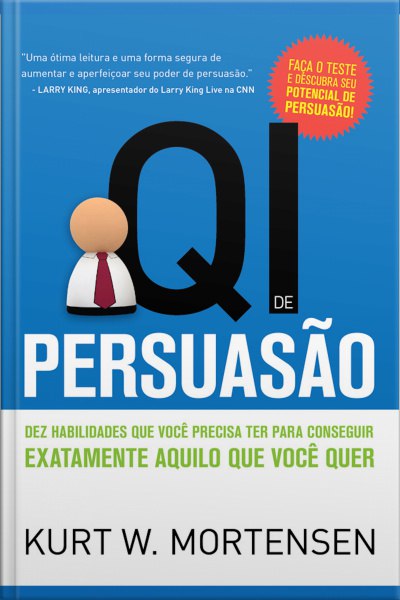 "Uma ótima leitura e uma forma segura de
aumentar e aperfeiçoar seu poder de persuasão."
- LARRY KING, apresentador do Larry King Live na CNN
FAÇA O TESTE
E DESCUBRA SEU
POTENCIAL DE
PERSUASÃO!
QI
DE
PERSUASÃO
DEZ HABILIDADES QUE VOCÊ PRECISA TER PARA CONSEGUIR
EXATAMENTE AQUILO QUE VOCÊ QUER
KURT W. MORTENSEN